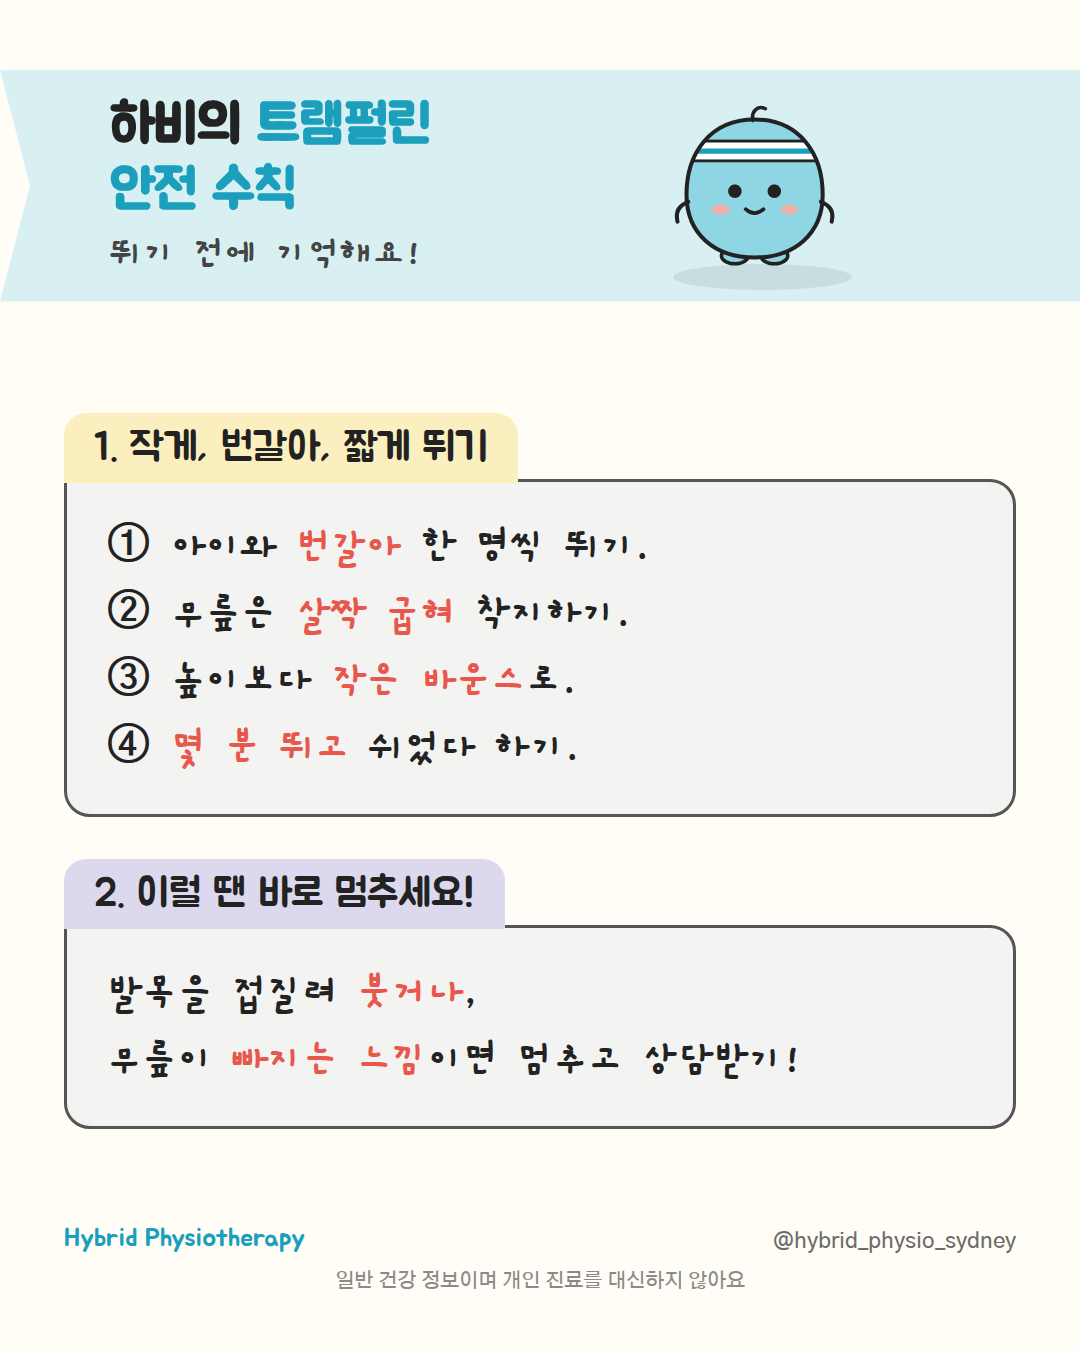 하비의 트램펄린
안전 수칙
뛰기 전에 기억해요!
1. 작게, 번갈아, 짧게 뛰기
① 아이와 번갈아 한 명씩 뛰기.
② 무릎은 살짝 굽혀 착지하기.
③ 높이보다 작은 바운스로.
④ 몇 분 뛰고 쉬었다 하기.
2. 이럴 땐 바로 멈추세요!
발목을 접질려 붓거나,
무릎이 빠지는 느낌이면 멈추고 상담받기!
Hybrid Physiotherapy
@hybrid_physio_sydney
일반 건강 정보이며 개인 진료를 대신하지 않아요